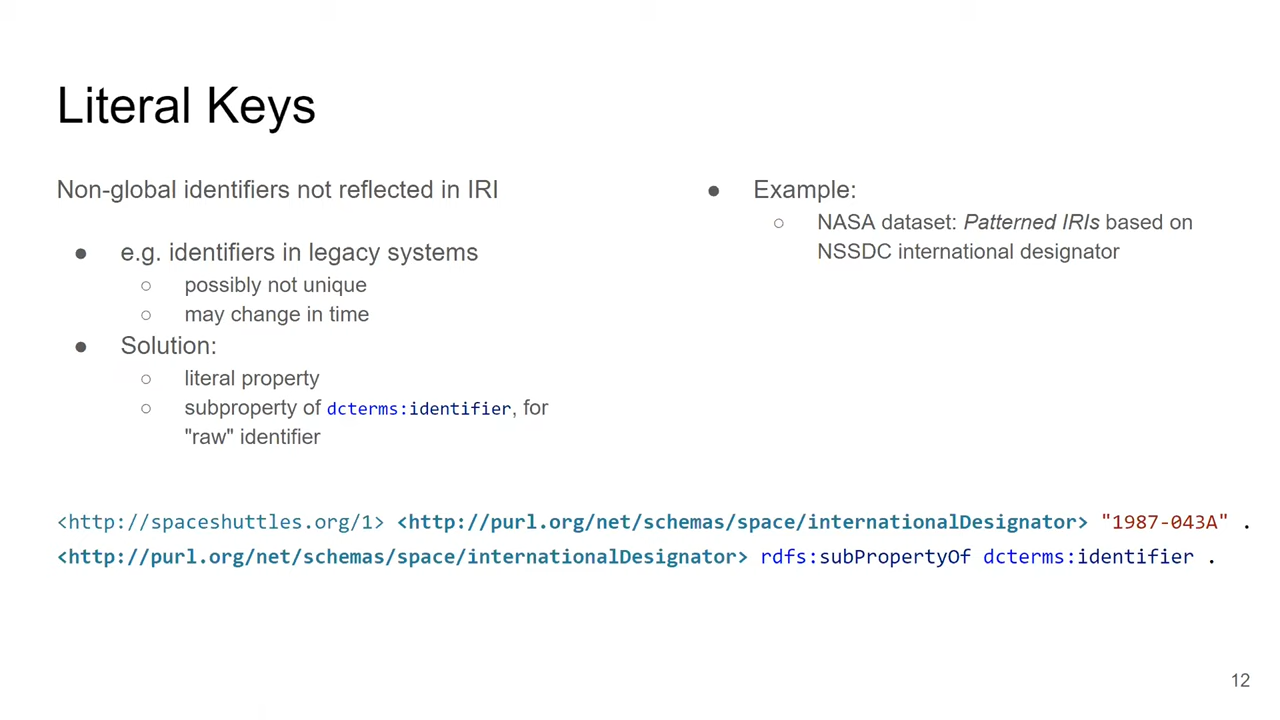 Literal Keys
Non-global identifiers not reflected in IRI
● e.g. identifiers in legacy systems
○ possibly not unique
○ may change in time
● Solution:
○ literal property
○ subproperty of dcterms:identifier, for
"raw" identifier
● Example:
○ NASA dataset: Patterned IRIs based on
NSSDC international designator
<http://spaceshuttles.org/1> <http://purl.org/net/schemas/space/internationalDesignator> "1987-043A" .
<http://purl.org/net/schemas/space/internationalDesignator> rdfs:subPropertyOf dcterms:identifier .
12